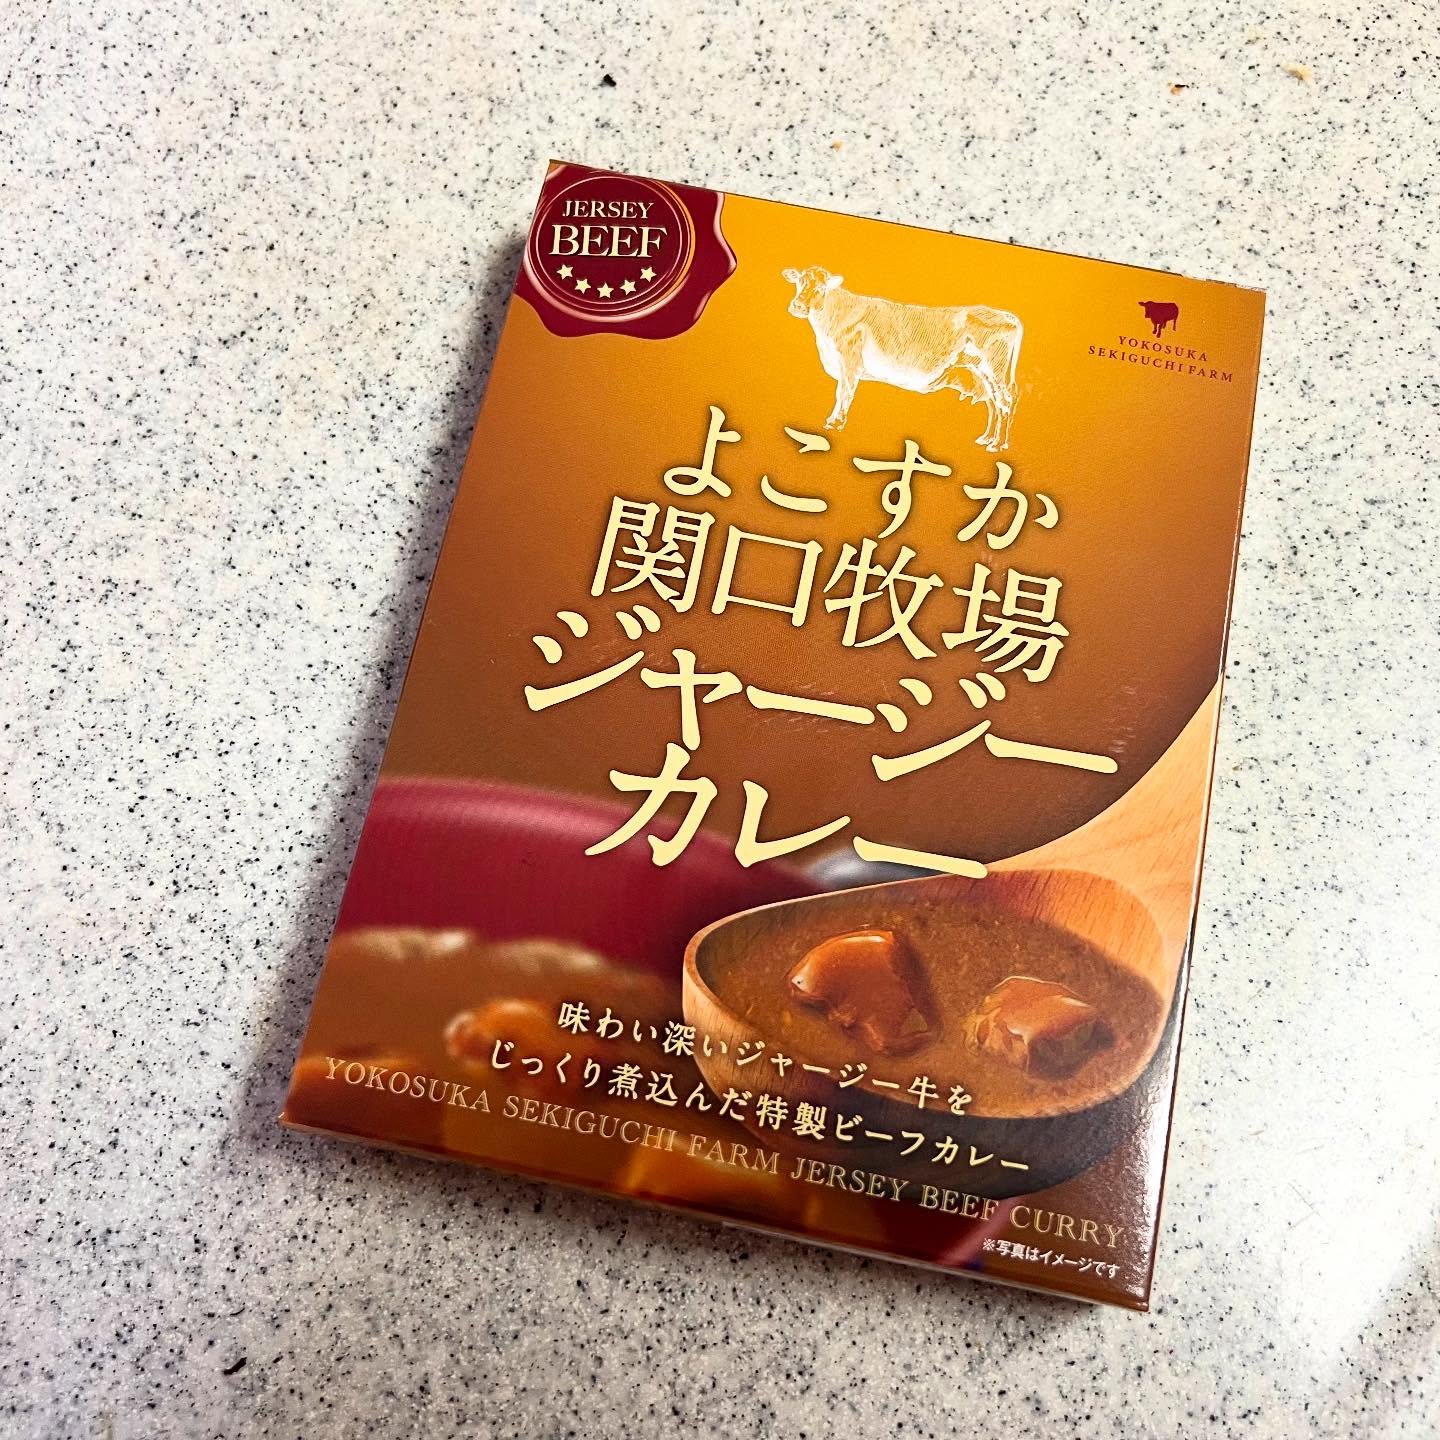 JERSEY
BEEF
YOKOSUKA
SEKIGUCHI FARM
よこすか
関口牧場
ジャージー
カレー
味わい深いジャージー牛を
じっくり煮込んだ特製ビーフカレー
YOKOSUKA SEKIGUCHI FARM JERSEY BEEF CURRY
※写真はイメージです